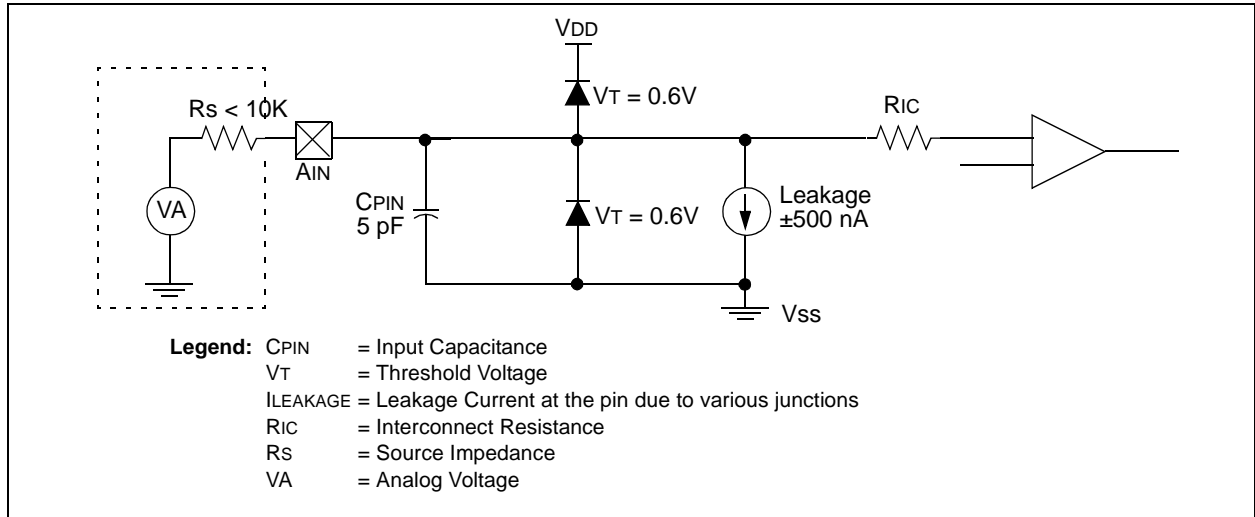 VDD
VT = 0.6V
RS < 10K
RIC
AIN
VA
CPIN
5 pF
VT = 0.6V
Leakage
±500 nA
VSS
Legend: CPIN = Input Capacitance
VT = Threshold Voltage
ILEAKAGE = Leakage Current at the pin due to various junctions
RIC = Interconnect Resistance
RS = Source Impedance
VA = Analog Voltage